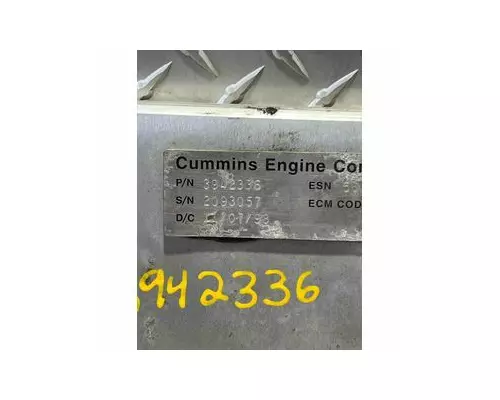 Cummins Engine Co
P/N 3942336 ESN
S/N 2093057 ECM COD
D/C
942336